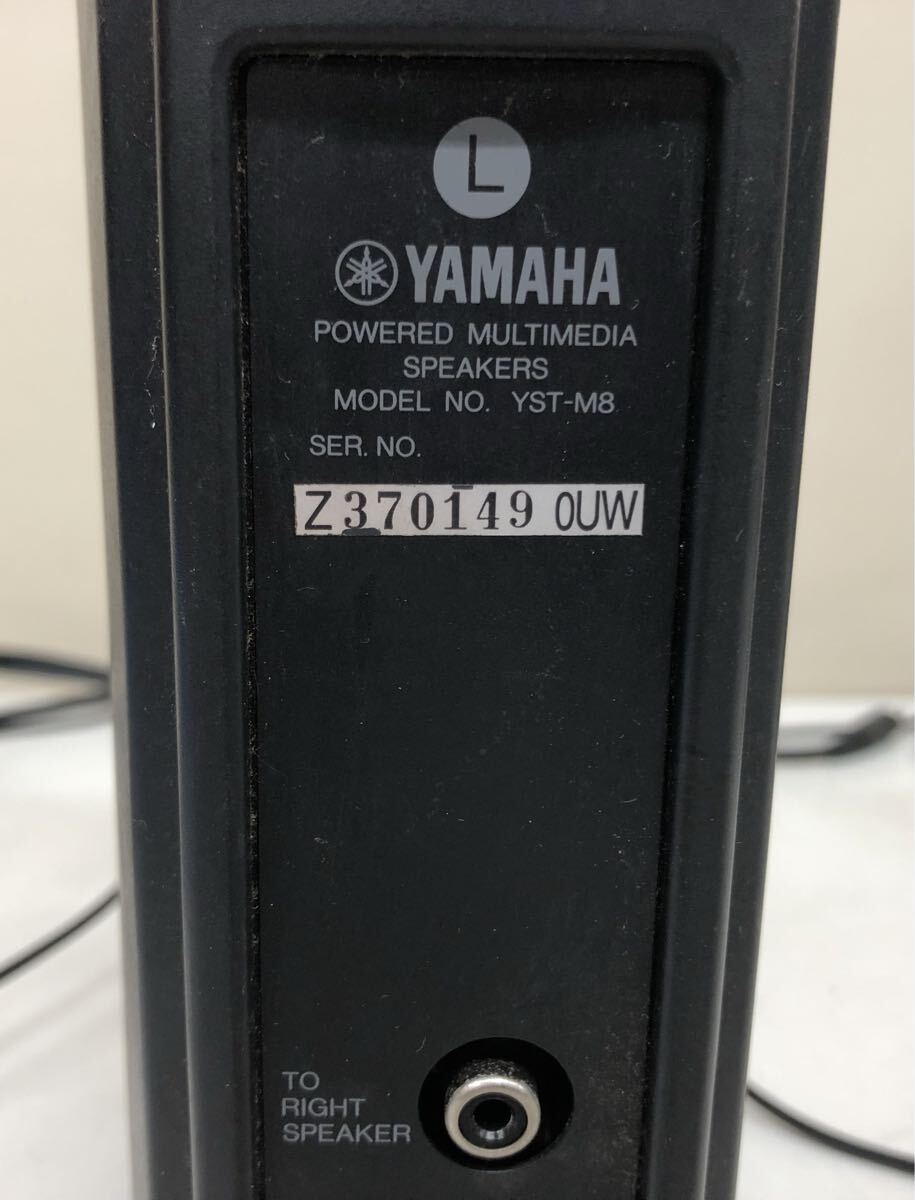 L
YAMAHA
POWERED MULTIMEDIA
SPEAKERS
MODEL NO. YST-M8
SER. NO.
Z370149 0UW
TO
RIGHT
SPEAKER